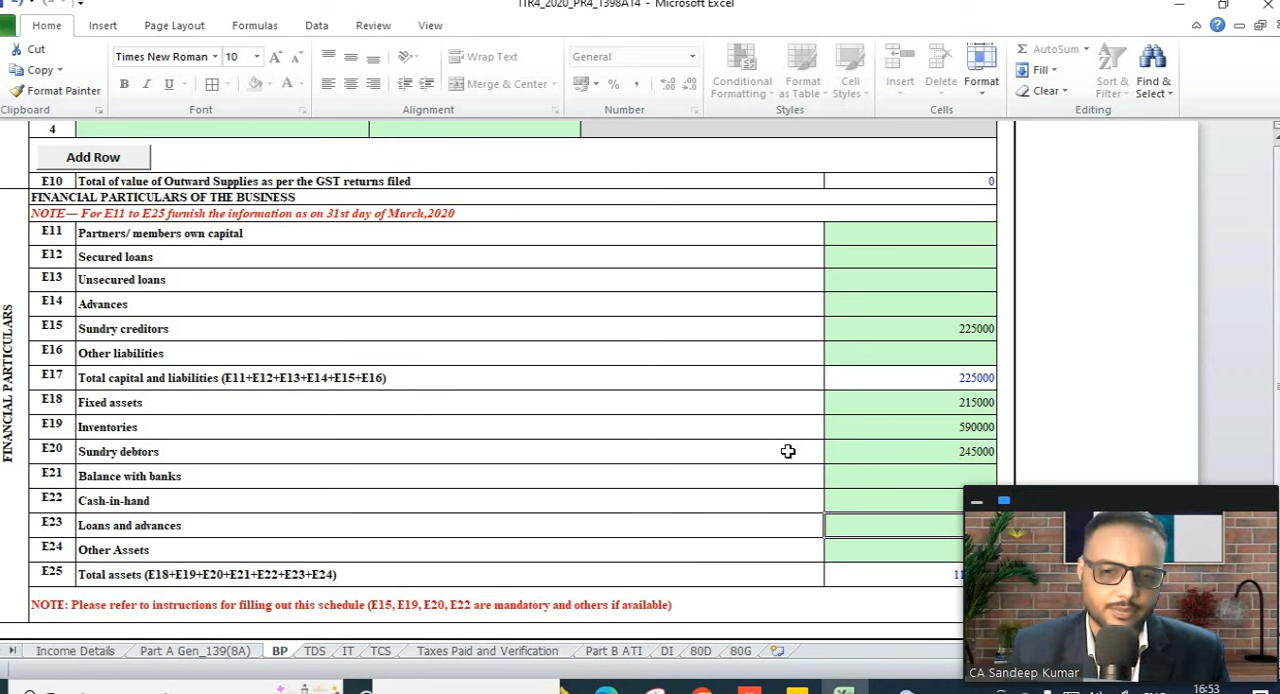 ITR4_2020_PR4_1398A14 - Microsoft Excel
Home Insert Page Layout Formulas Data Review View
Cut
Copy
Format Painter
Clipboard
Times New Roman 10
B I U A
Font
Wrap Text
Merge & Center
Alignment
General
% ,
Number
Conditional Formatting
Format as Table
Cell Styles
Styles
Insert Delete Format
Cells
Σ AutoSum
Fill
Clear
Sort & Filter
Find & Select
Editing
4
Add Row
E10 Total of value of Outward Supplies as per the GST returns filed 0
FINANCIAL PARTICULARS OF THE BUSINESS
NOTE— For E11 to E25 furnish the information as on 31st day of March,2020
FINANCIAL PARTICULARS
E11 Partners/ members own capital
E12 Secured loans
E13 Unsecured loans
E14 Advances
E15 Sundry creditors 225000
E16 Other liabilities
E17 Total capital and liabilities (E11+E12+E13+E14+E15+E16) 225000
E18 Fixed assets 215000
E19 Inventories 590000
E20 Sundry debtors 245000
E21 Balance with banks
E22 Cash-in-hand
E23 Loans and advances
E24 Other Assets
E25 Total assets (E18+E19+E20+E21+E22+E23+E24)
NOTE: Please refer to instructions for filling out this schedule (E15, E19, E20, E22 are mandatory and others if available)
CA Sandeep Kumar
Income Details Part A Gen_139(8A) BP TDS IT TCS Taxes Paid and Verification Part B ATI DI 80D 80G
16:53